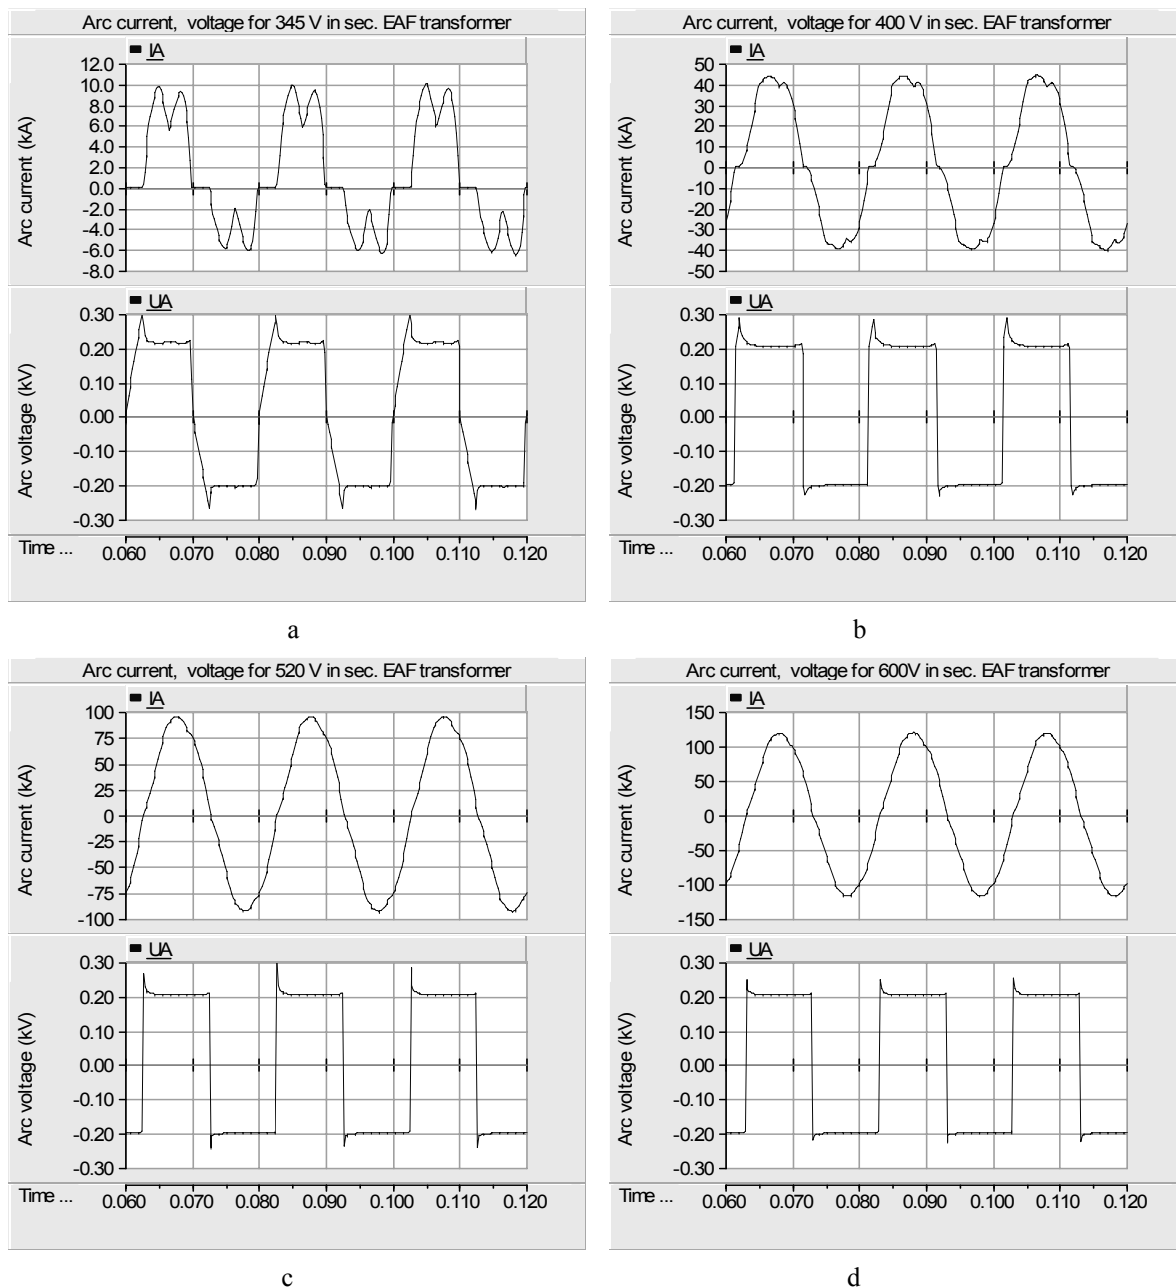 Arc current, voltage for 345 V in sec. EAF transformer
IA
Arc current (kA)
12.0
10.0
8.0
6.0
4.0
2.0
0.0
-2.0
-4.0
-6.0
-8.0
UA
Arc voltage (kV)
0.30
0.20
0.10
0.00
-0.10
-0.20
-0.30
Time ... 0.060 0.070 0.080 0.090 0.100 0.110 0.120
a
Arc current, voltage for 400 V in sec. EAF transformer
IA
Arc current (kA)
50
40
30
20
10
0
-10
-20
-30
-40
-50
UA
Arc voltage (kV)
0.30
0.20
0.10
0.00
-0.10
-0.20
-0.30
Time ... 0.060 0.070 0.080 0.090 0.100 0.110 0.120
b
Arc current, voltage for 520 V in sec. EAF transformer
IA
Arc current (kA)
100
75
50
25
0
-25
-50
-75
-100
UA
Arc voltage (kV)
0.30
0.20
0.10
0.00
-0.10
-0.20
-0.30
Time ... 0.060 0.070 0.080 0.090 0.100 0.110 0.120
c
Arc current, voltage for 600V in sec. EAF transformer
IA
Arc current (kA)
150
100
50
0
-50
-100
-150
UA
Arc voltage (kV)
0.30
0.20
0.10
0.00
-0.10
-0.20
-0.30
Time ... 0.060 0.070 0.080 0.090 0.100 0.110 0.120
d